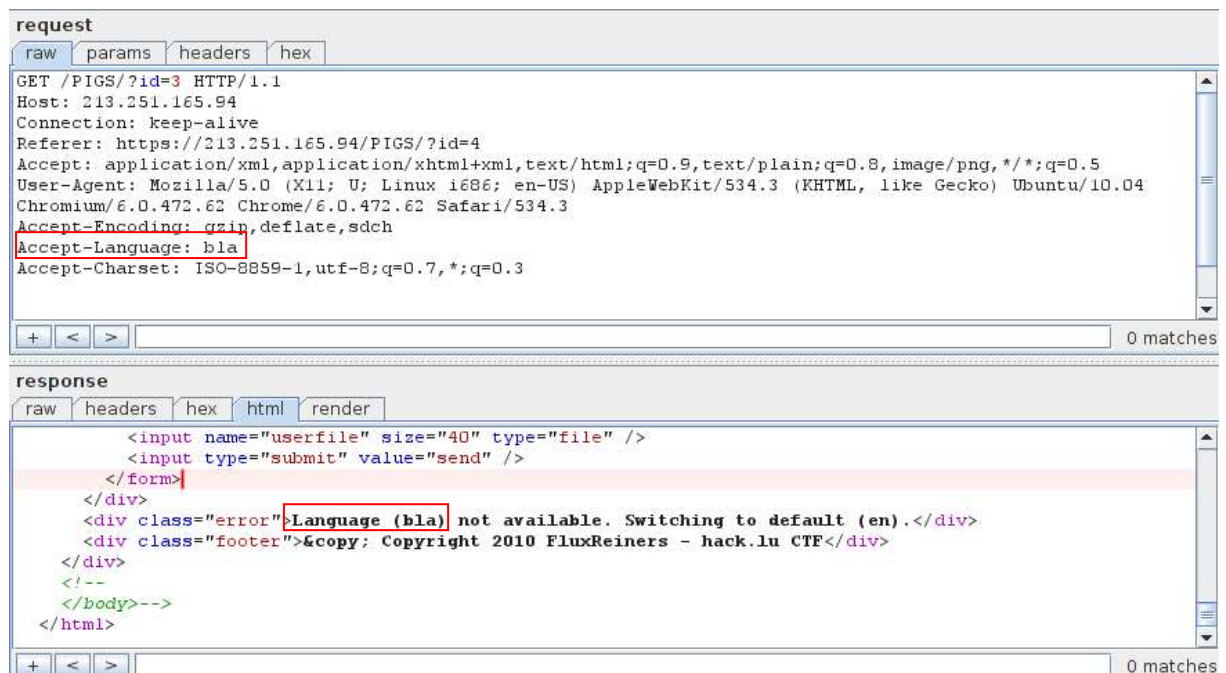 request
raw params headers hex
GET /PIGS/?id=3 HTTP/1.1
Host: 213.251.165.94
Connection: keep-alive
Referer: https://213.251.165.94/PIGS/?id=4
Accept: application/xml,application/xhtml+xml,text/html;q=0.9,text/plain;q=0.8,image/png,*/*;q=0.5
User-Agent: Mozilla/5.0 (X11; U; Linux i686; en-US) AppleWebKit/534.3 (KHTML, like Gecko) Ubuntu/10.04
Chromium/6.0.472.62 Chrome/6.0.472.62 Safari/534.3
Accept-Encoding: gzip,deflate,sdch
Accept-Language: bla
Accept-Charset: ISO-8859-1,utf-8;q=0.7,*;q=0.3
+ < > 0 matches
response
raw headers hex html render
<input name="userfile" size="40" type="file" />
<input type="submit" value="send" />
</form>
</div>
<div class="error">Language (bla) not available. Switching to default (en).</div>
<div class="footer">&copy; Copyright 2010 FluxReiners - hack.lu CTF</div>
</div>
<!--
</body>-->
</html>
+ < > 0 matches